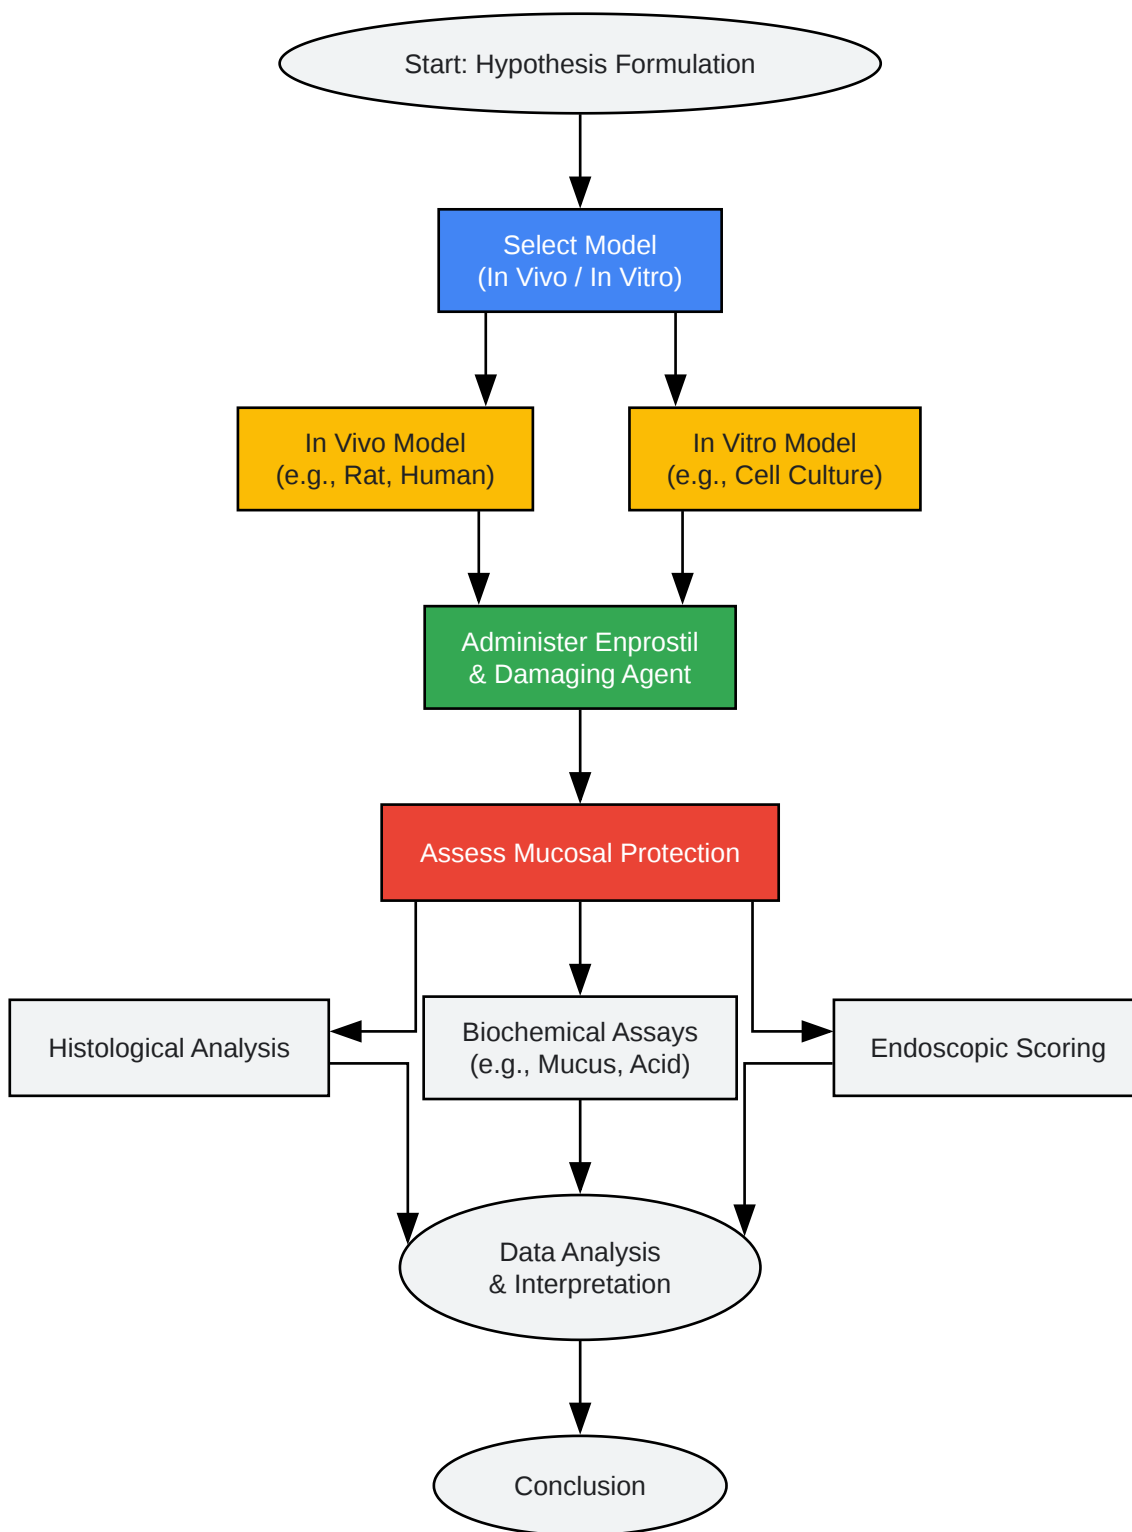 Start: Hypothesis Formulation
Select Model
(In Vivo / In Vitro)
In Vivo Model
(e.g., Rat, Human)
In Vitro Model
(e.g., Cell Culture)
Administer Enprostil
& Damaging Agent
Assess Mucosal Protection
Histological Analysis
Biochemical Assays
(e.g., Mucus, Acid)
Endoscopic Scoring
Data Analysis
& Interpretation
Conclusion